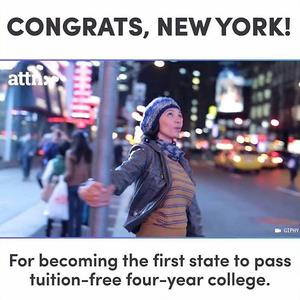 CONGRATS, NEW YORK!
attn:
GIPHY
For becoming the first state to pass
tuition-free four-year college.